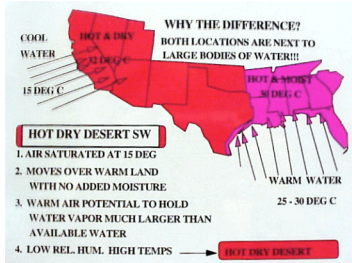 WHY THE DIFFERENCE?
BOTH LOCATIONS ARE NEXT TO
LARGE BODIES OF WATER!!!
COOL
WATER
15 DEG C
HOT & DRY
32 DEG C
HOT & MOIST
30 DEG C
WARM WATER
25 - 30 DEG C
HOT DRY DESERT SW
1. AIR SATURATED AT 15 DEG
2. MOVES OVER WARM LAND
WITH NO ADDED MOISTURE
3. WARM AIR POTENTIAL TO HOLD
WATER VAPOR MUCH LARGER THAN
AVAILABLE WATER
4. LOW REL. HUM. HIGH TEMPS
HOT DRY DESERT